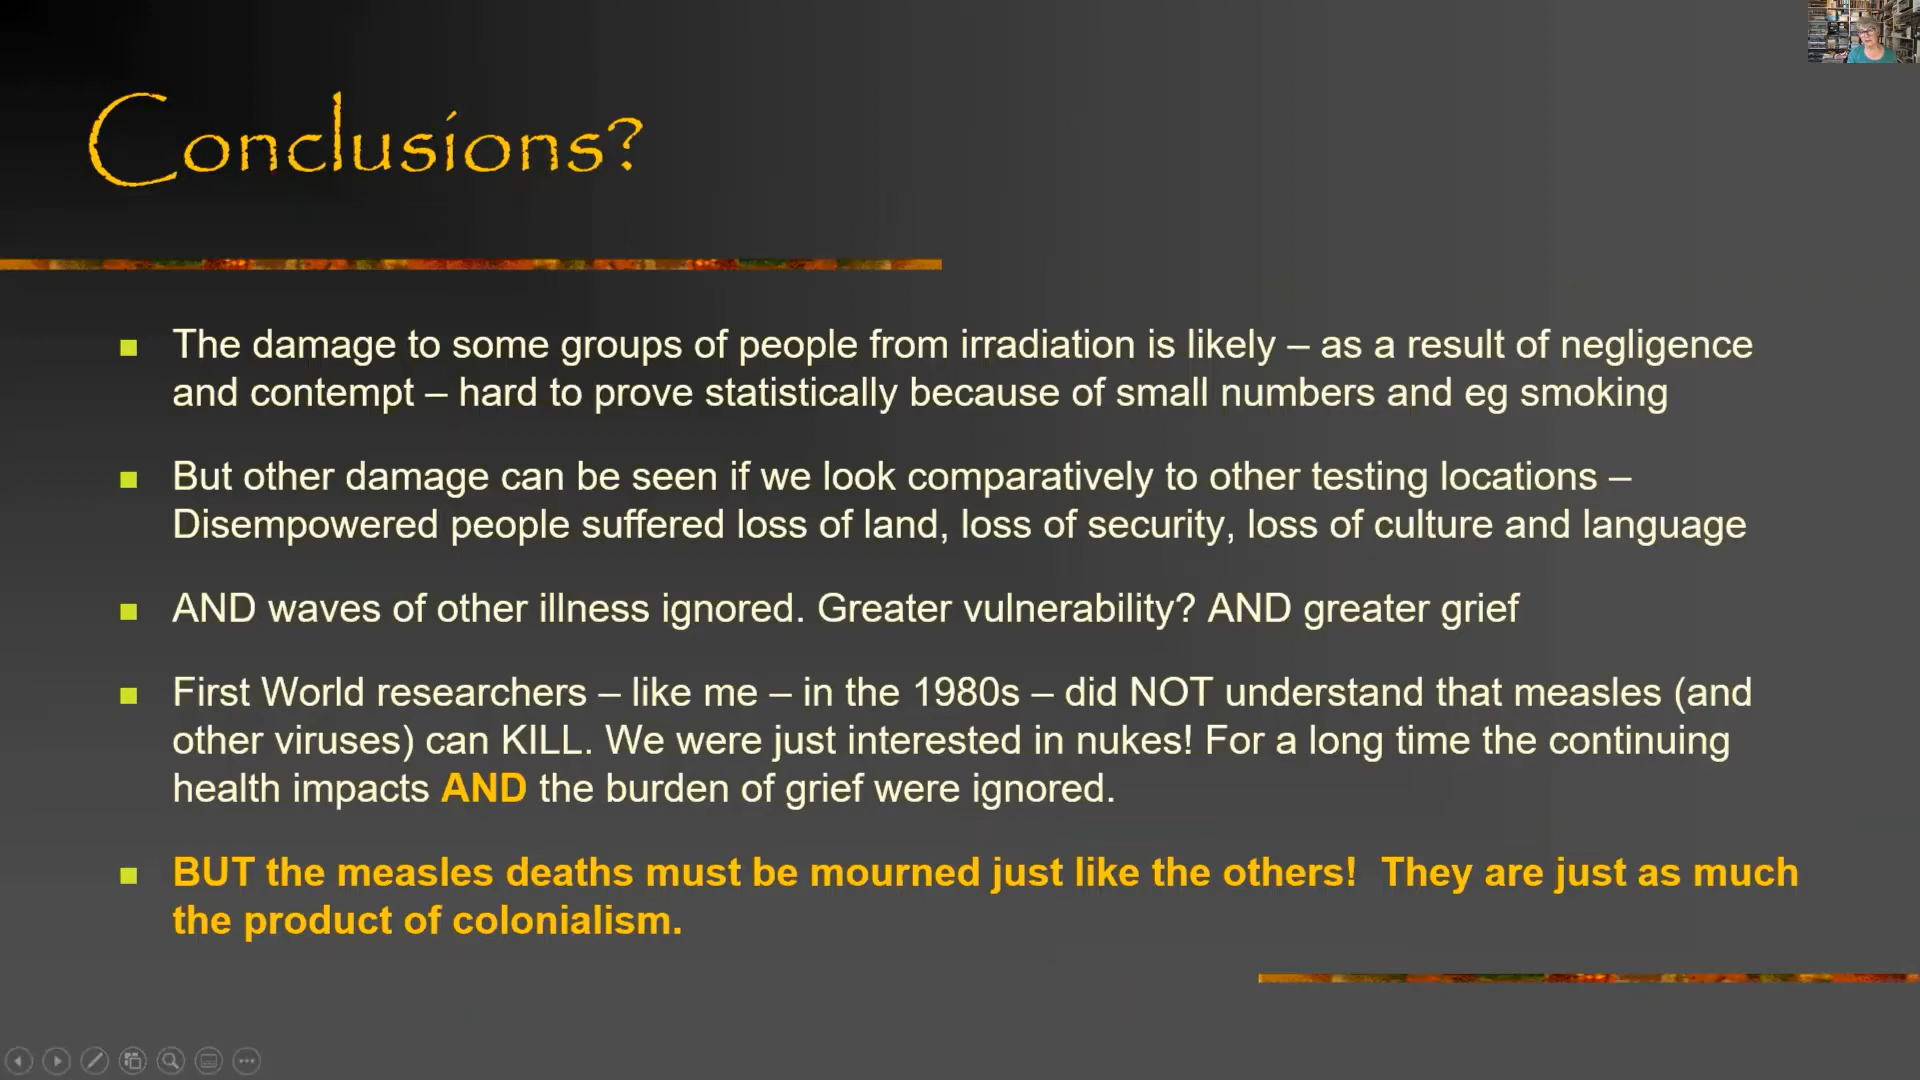 Conclusions?
The damage to some groups of people from irradiation is likely – as a result of negligence
and contempt – hard to prove statistically because of small numbers and eg smoking
But other damage can be seen if we look comparatively to other testing locations –
Disempowered people suffered loss of land, loss of security, loss of culture and language
AND waves of other illness ignored. Greater vulnerability? AND greater grief
First World researchers – like me – in the 1980s – did NOT understand that measles (and
other viruses) can KILL. We were just interested in nukes! For a long time the continuing
health impacts AND the burden of grief were ignored.
BUT the measles deaths must be mourned just like the others!  They are just as much
the product of colonialism.